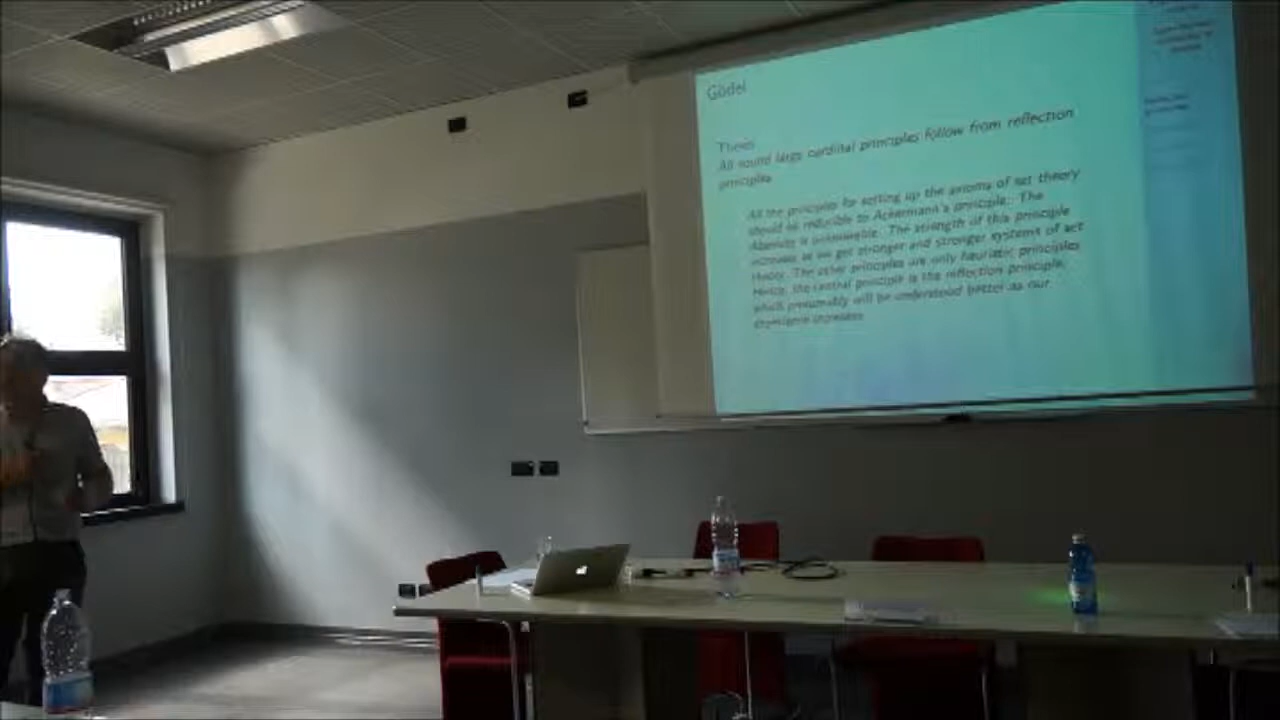 Gödel
Thesis
All sound large cardinal principles follow from reflection
principles
All the principles for setting up the axioms of set theory
should be reducible to Ackermann's principle: The
Absolute is unknowable. The strength of this principle
increases as we get stronger and stronger systems of set
theory. The other principles are only heuristic principles.
Hence, the central principle is the reflection principle,
which presumably will be understood better as our
experience increases.